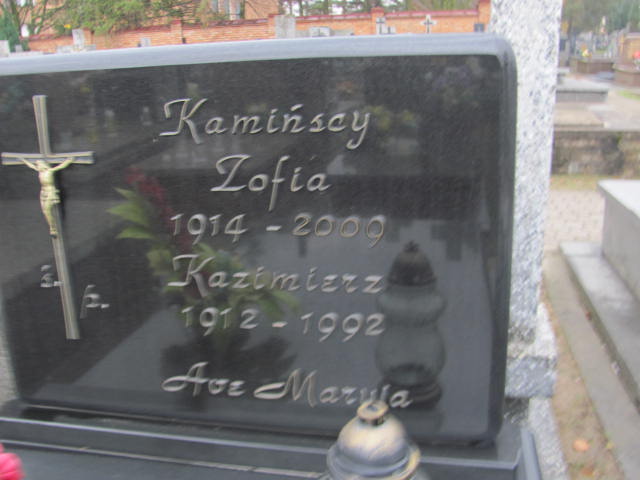 Kamińscy
Zofia
1914 - 2009
Kazimierz
1912 - 1992
ś. p.
Ave Maryja